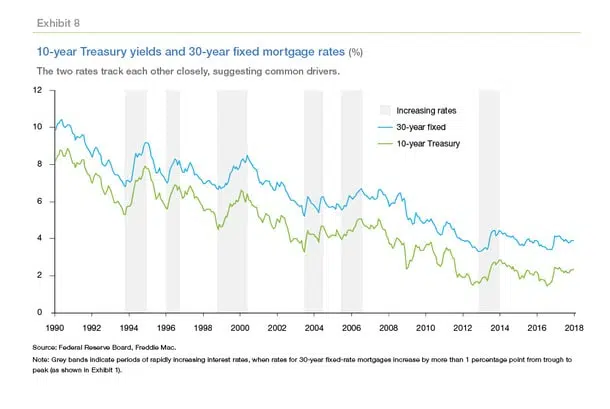 Exhibit 8
10-year Treasury yields and 30-year fixed mortgage rates (%)
The two rates track each other closely, suggesting common drivers.
12
10
8
6
4
2
0
Increasing rates
30-year fixed
10-year Treasury
1990 1992 1994 1996 1998 2000 2002 2004 2006 2008 2010 2012 2014 2016 2017 2018
Source: Federal Reserve Board, Freddie Mac.
Note: Grey bands indicate periods of rapidly increasing interest rates, when rates for 30-year fixed-rate mortgages increase by more than 1 percentage point from trough to
peak (as shown in Exhibit 1).